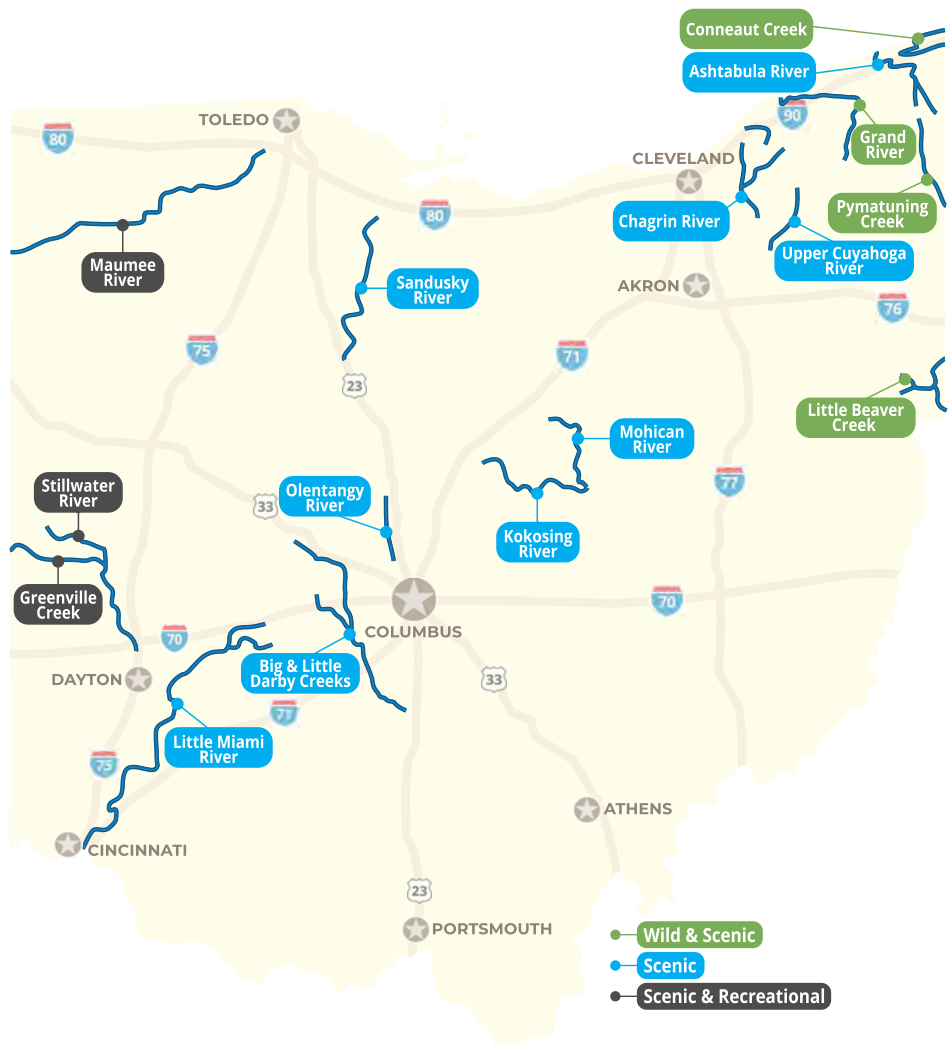 Conneaut Creek
Ashtabula River
90
TOLEDO
80
Grand
River
CLEVELAND
Pymatuning
Creek
80
Chagrin River
Maumee
River
Upper Cuyahoga
River
Sandusky
River
AKRON
76
75
71
23
Little Beaver
Creek
Mohican
River
77
Stillwater
River
Olentangy
River
33
Kokosing
River
Greenville
Creek
70
COLUMBUS
70
Big & Little
Darby Creeks
DAYTON
33
71
Little Miami
River
75
ATHENS
CINCINNATI
23
PORTSMOUTH
Wild & Scenic
Scenic
Scenic & Recreational